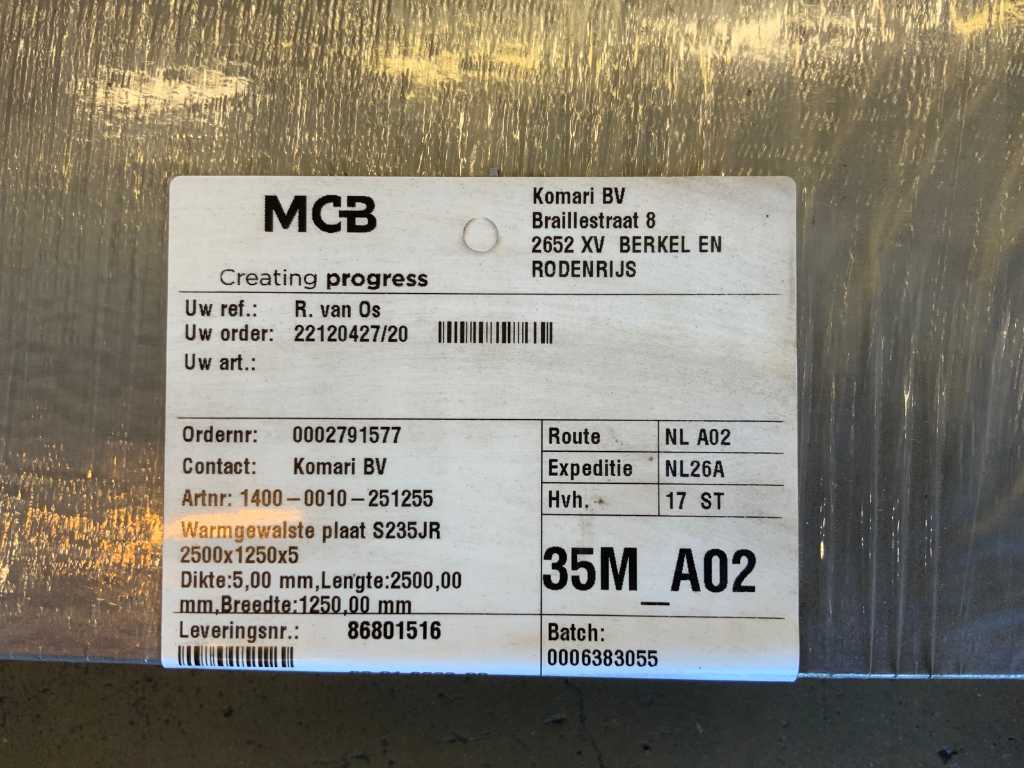 MCB
Creating progress
Komari BV
Braillestraat 8
2652 XV BERKEL EN
RODENRIJS
Uw ref.: R. van Os
Uw order: 22120427/20
Uw art.:
Ordernr: 0002791577
Contact: Komari BV
Artnr: 1400-0010-251255
Warmgewalste plaat S235JR
2500x1250x5
Dikte:5,00 mm,Lengte:2500,00
mm,Breedte:1250,00 mm
Leveringsnr.: 86801516
Route NL A02
Expeditie NL26A
Hvh. 17 ST
35M_A02
Batch:
0006383055